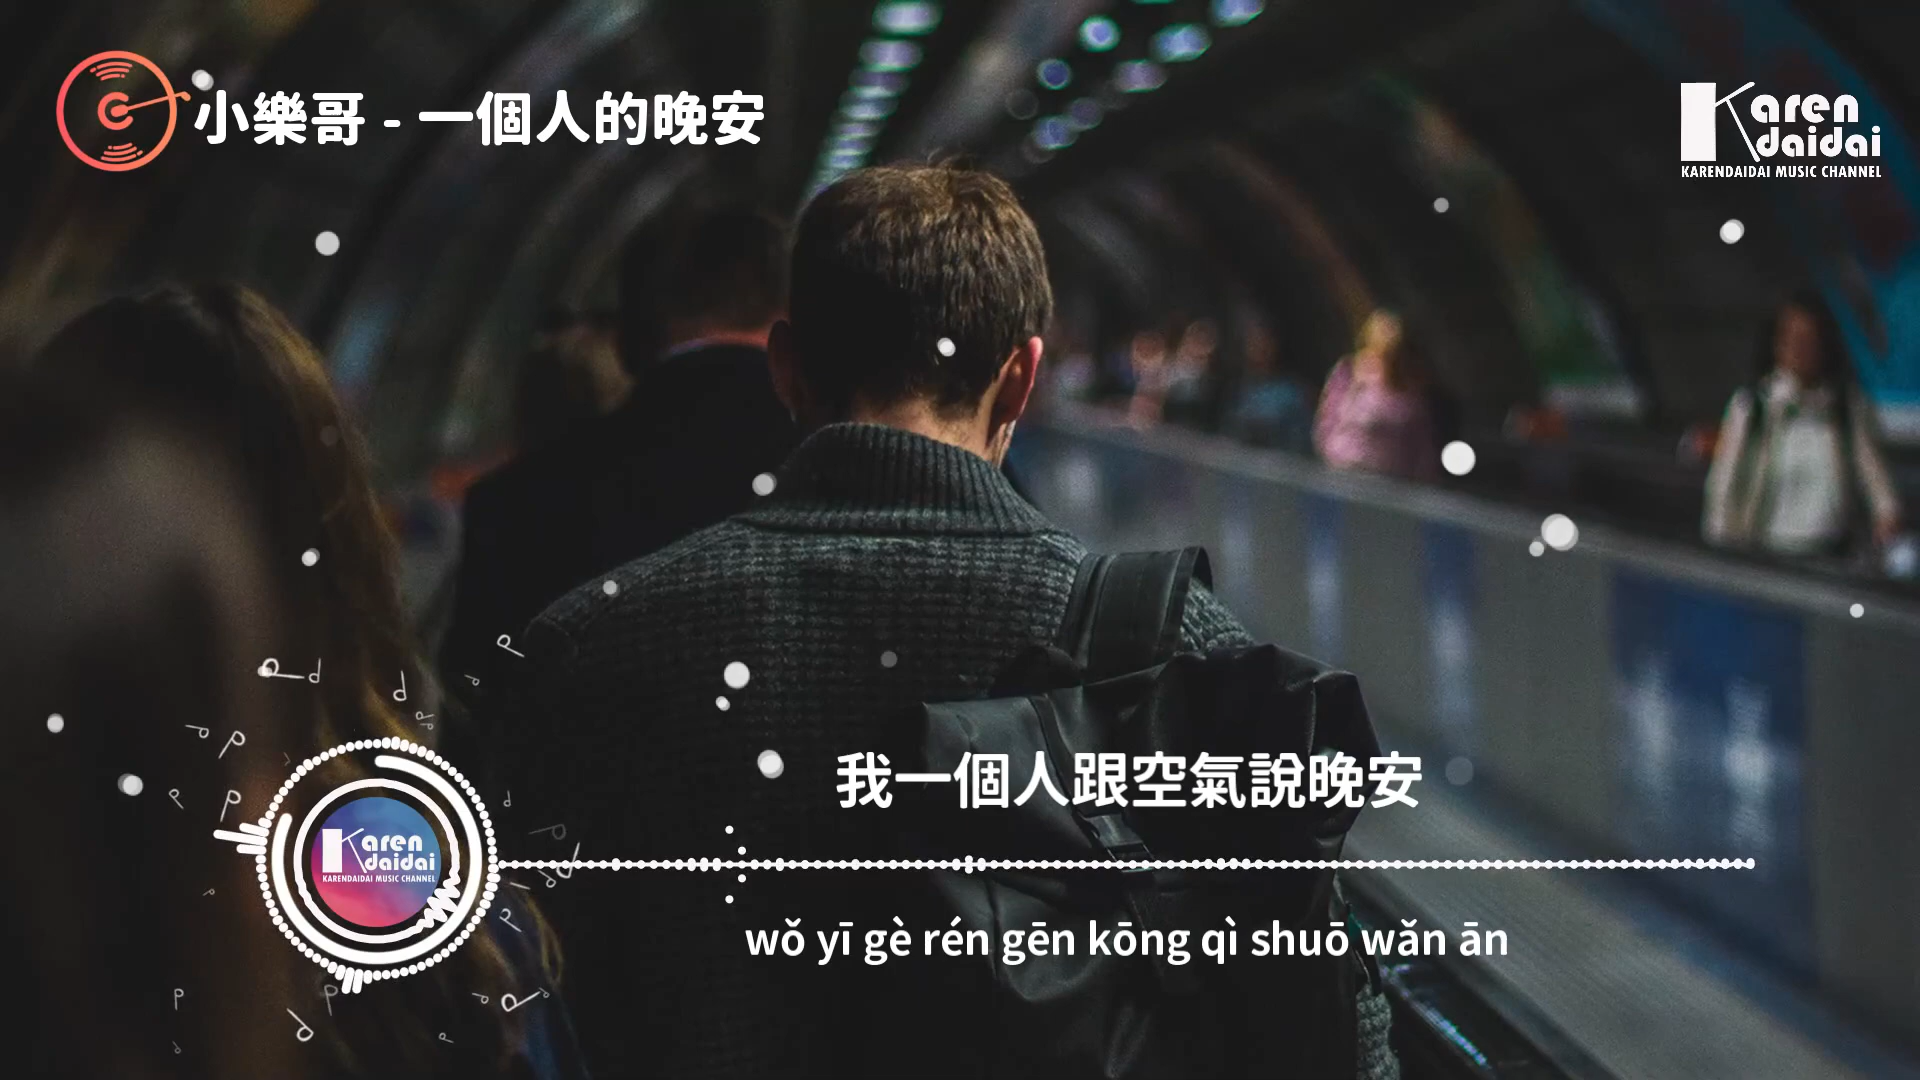 小樂哥 - 一個人的晚安
Karen
daidai
KARENDAIDAI MUSIC CHANNEL
我一個人跟空氣說晚安
Karen
daidai
KARENDAIDAI MUSIC CHANNEL
wǒ yī gè rén gēn kōng qì shuō wǎn ān